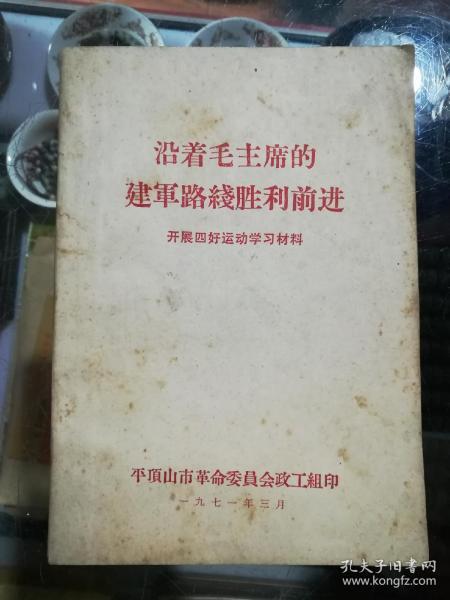 沿着毛主席的
建軍路綫胜利前进
开展四好运动学习材料
平頂山市革命委員会政工組印
一九七一年三月
孔夫子旧书网
www.kongfz.com